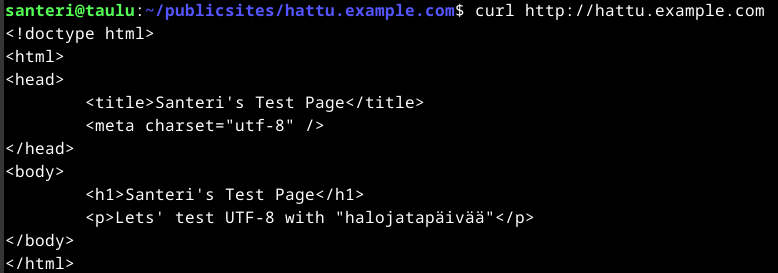 santeri@taulu:~/publicsites/hattu.example.com$ curl http://hattu.example.com
<!doctype html>
<html>
<head>
        <title>Santeri's Test Page</title>
        <meta charset="utf-8" />
</head>
<body>
        <h1>Santeri's Test Page</h1>
        <p>Lets' test UTF-8 with "halojatapäivää"</p>
</body>
</html>